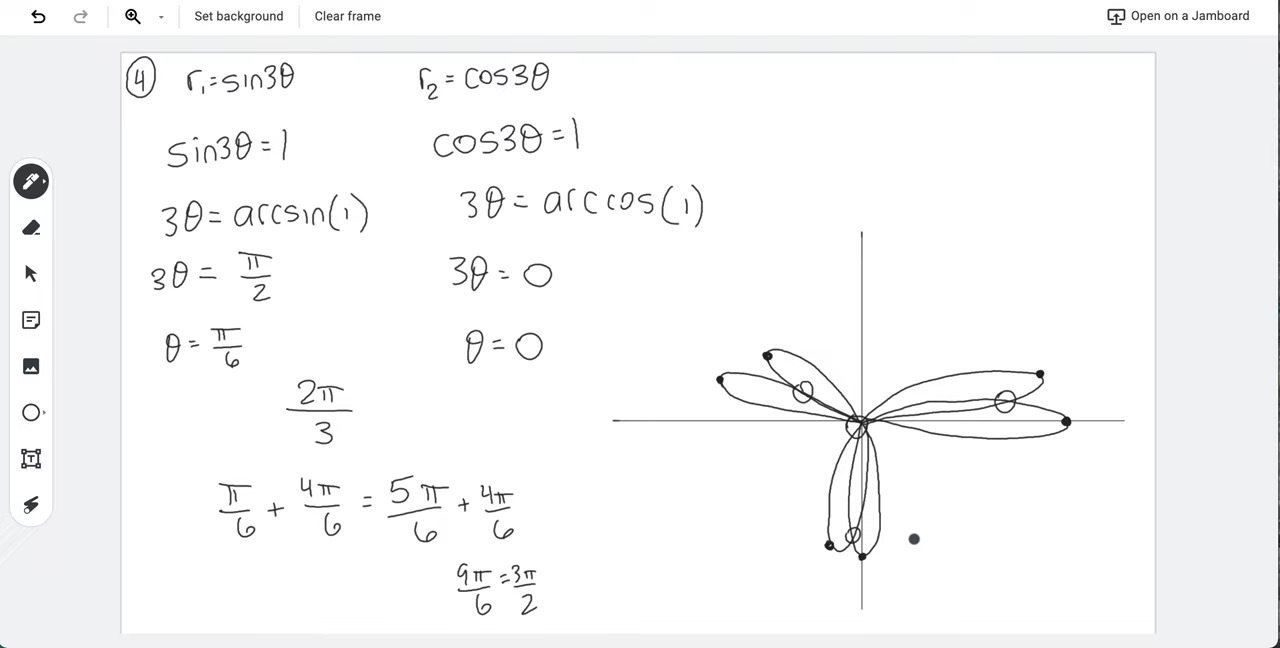 Set background
Clear frame
Open on a Jamboard
④ r₁=sin3θ
r₂=cos3θ
sin3θ=1
cos3θ=1
3θ=arcsin(1)
3θ=arccos(1)
3θ=π/2
3θ=0
θ=π/6
θ=0
2π/3
π/6+4π/6=5π/6+4π/6
9π/6=3π/2